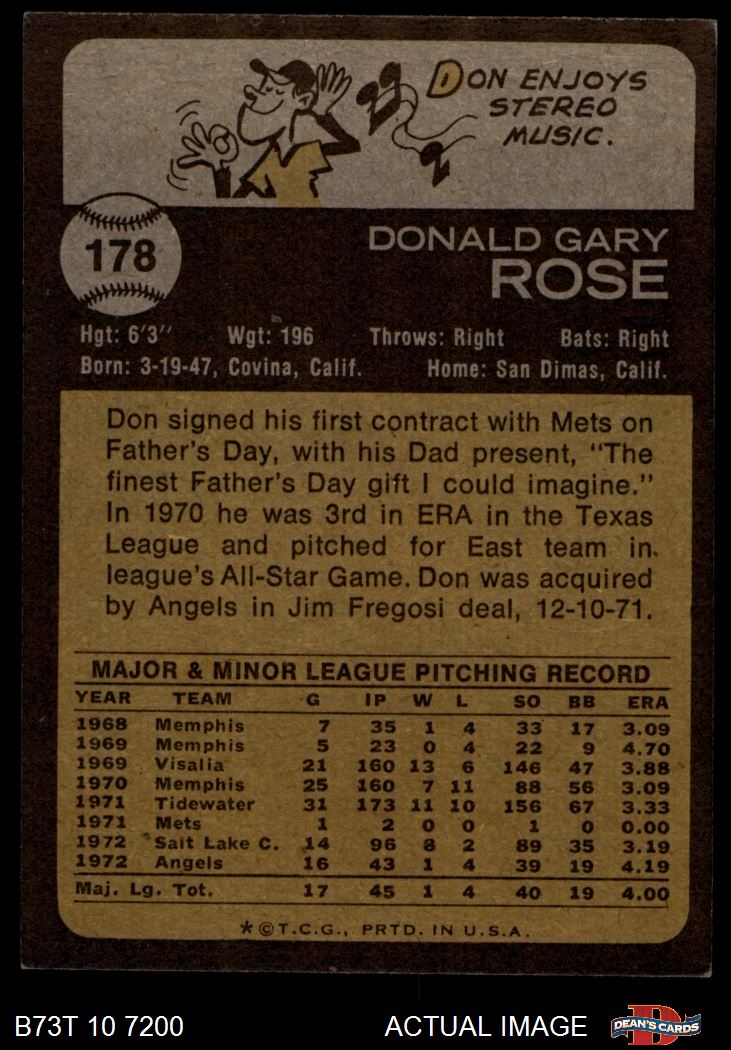 DON ENJOYS
STEREO
MUSIC.
178
DONALD GARY
ROSE
Hgt: 6'3" Wgt: 196 Throws: Right Bats: Right
Born: 3-19-47, Covina, Calif. Home: San Dimas, Calif.
Don signed his first contract with Mets on
Father's Day, with his Dad present, "The
finest Father's Day gift I could imagine."
In 1970 he was 3rd in ERA in the Texas
League and pitched for East team in
league's All-Star Game. Don was acquired
by Angels in Jim Fregosi deal, 12-10-71.
MAJOR & MINOR LEAGUE PITCHING RECORD
YEAR TEAM G IP W L SO BB ERA
1968 Memphis 7 35 1 4 33 17 3.09
1969 Memphis 5 23 0 4 22 9 4.70
1969 Visalia 21 160 13 6 146 47 3.88
1970 Memphis 25 160 7 11 88 56 3.09
1971 Tidewater 31 173 11 10 156 67 3.33
1971 Mets 1 2 0 0 1 0 0.00
1972 Salt Lake C. 14 96 8 2 89 35 3.19
1972 Angels 16 43 1 4 39 19 4.19
Maj. Lg. Tot. 17 45 1 4 40 19 4.00
*©T.C.G., PRTD. IN U.S.A.
B73T 10 7200 ACTUAL IMAGE D DEAN'S CARDS